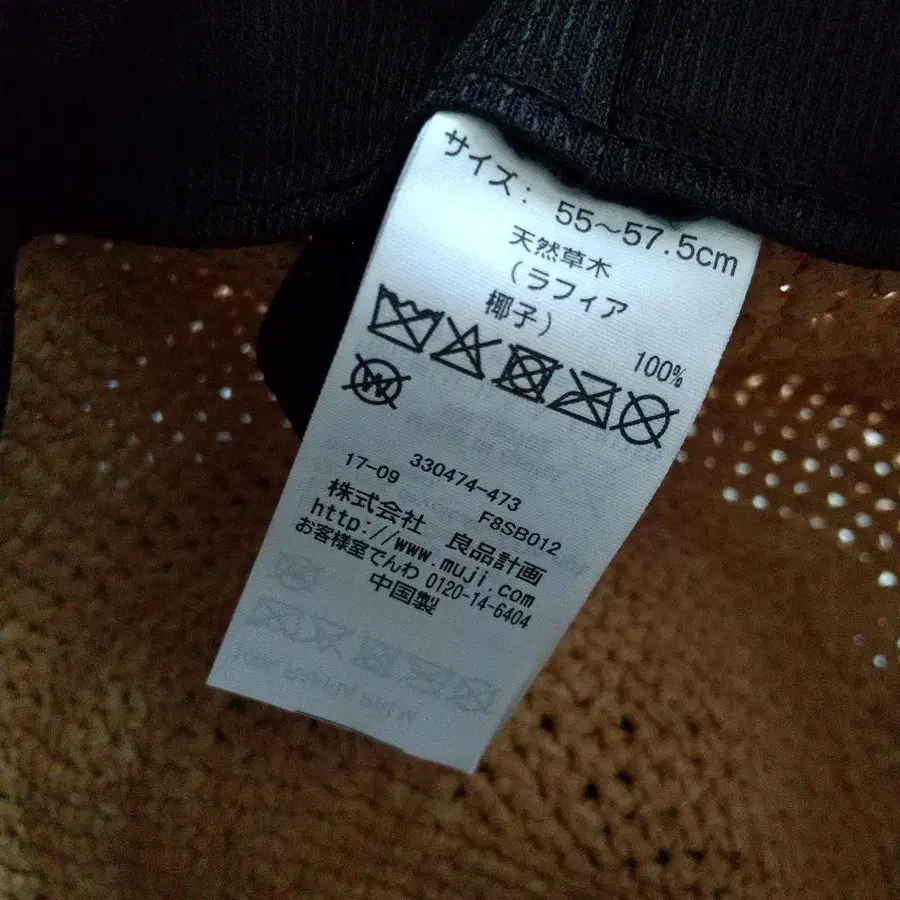 サイズ: 55~57.5cm
天然草木
(ラフィア
椰子)
100%
330474-473
17-09 F8SB012
株式会社 良品計画
http://www.muji.com
お客様室でんわ 0120-14-6404
中国製